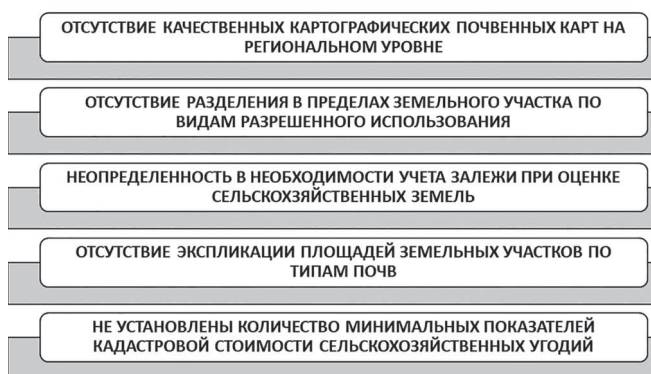 ОТСУТСТВИЕ КАЧЕСТВЕННЫХ КАРТОГРАФИЧЕСКИХ ПОЧВЕННЫХ КАРТ НА
РЕГИОНАЛЬНОМ УРОВНЕ
ОТСУТСТВИЕ РАЗДЕЛЕНИЯ В ПРЕДЕЛАХ ЗЕМЕЛЬНОГО УЧАСТКА ПО
ВИДАМ РАЗРЕШЕННОГО ИСПОЛЬЗОВАНИЯ
НЕОПРЕДЕЛЕННОСТЬ В НЕОБХОДИМОСТИ УЧЕТА ЗАЛЕЖИ ПРИ ОЦЕНКЕ
СЕЛЬСКОХЗЯЙСТВЕННЫХ ЗЕМЕЛЬ
ОТСУТСТВИЕ ЭКСПЛИКАЦИИ ПЛОЩАДЕЙ ЗЕМЕЛЬНЫХ УЧАСТКОВ ПО
ТИПАМ ПОЧВ
НЕ УСТАНОВЛЕНЫ КОЛИЧЕСТВО МИНИМАЛЬНЫХ ПОКАЗАТЕЛЕЙ
КАДАСТРОВОЙ СТОИМОСТИ СЕЛЬСКОХОЗЯЙСТВЕННЫХ УГОДИЙ